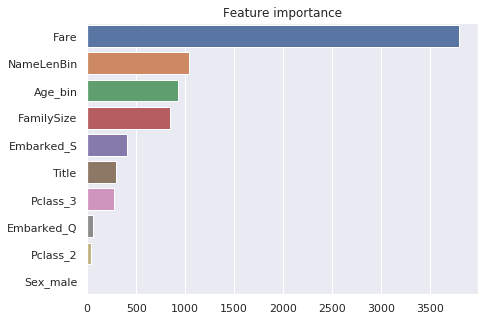 Feature importance
Fare
NameLenBin
Age_bin
FamilySize
Embarked_S
Title
Pclass_3
Embarked_Q
Pclass_2
Sex_male
0 500 1000 1500 2000 2500 3000 3500